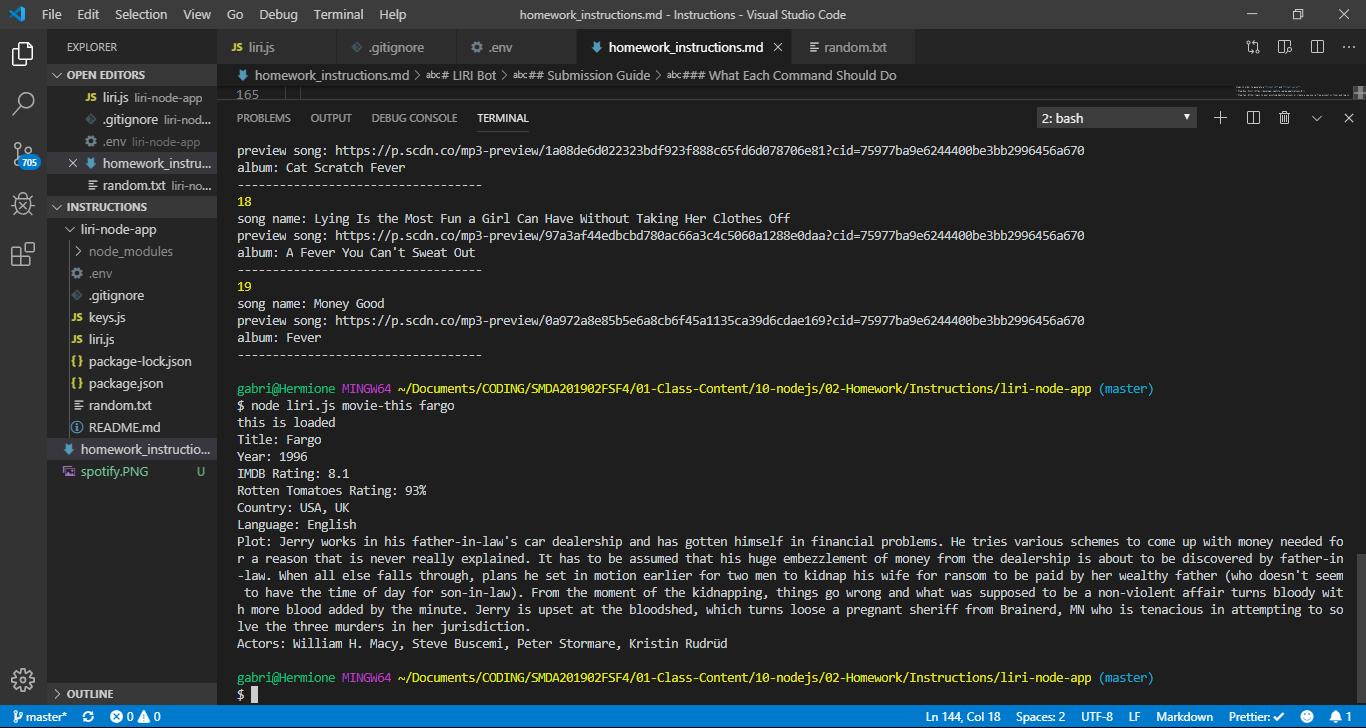 File Edit Selection View Go Debug Terminal Help homework_instructions.md - Instructions - Visual Studio Code
EXPLORER
JS liri.js .gitignore .env homework_instructions.md random.txt
OPEN EDITORS
JS liri.js liri-node-app
.gitignore liri-nod...
.env liri-node-app
homework_instru...
random.txt liri-no...
INSTRUCTIONS
liri-node-app
node_modules
.env
.gitignore
JS keys.js
JS liri.js
{} package-lock.json
{} package.json
random.txt
README.md
homework_instructio...
spotify.PNG U
OUTLINE
705
homework_instructions.md > abc # LIRI Bot > abc ## Submission Guide > abc ### What Each Command Should Do
165
PROBLEMS OUTPUT DEBUG CONSOLE TERMINAL 2: bash
preview song: https://p.scdn.co/mp3-preview/1a08de6d022323bdf923f888c65fd6d078706e81?cid=75977ba9e6244400be3bb2996456a670
album: Cat Scratch Fever
-----------------------------------
18
song name: Lying Is the Most Fun a Girl Can Have Without Taking Her Clothes Off
preview song: https://p.scdn.co/mp3-preview/97a3af44edbcbd780ac66a3c4c5060a1288e0daa?cid=75977ba9e6244400be3bb2996456a670
album: A Fever You Can't Sweat Out
-----------------------------------
19
song name: Money Good
preview song: https://p.scdn.co/mp3-preview/0a972a8e85b5e6a8cb6f45a1135ca39d6cdae169?cid=75977ba9e6244400be3bb2996456a670
album: Fever
-----------------------------------
gabri@Hermione MINGW64 ~/Documents/CODING/SMDA201902FSF4/01-Class-Content/10-nodejs/02-Homework/Instructions/liri-node-app (master)
$ node liri.js movie-this fargo
this is loaded
Title: Fargo
Year: 1996
IMDB Rating: 8.1
Rotten Tomatoes Rating: 93%
Country: USA, UK
Language: English
Plot: Jerry works in his father-in-law's car dealership and has gotten himself in financial problems. He tries various schemes to come up with money needed fo
r a reason that is never really explained. It has to be assumed that his huge embezzlement of money from the dealership is about to be discovered by father-in
-law. When all else falls through, plans he set in motion earlier for two men to kidnap his wife for ransom to be paid by her wealthy father (who doesn't seem
to have the time of day for son-in-law). From the moment of the kidnapping, things go wrong and what was supposed to be a non-violent affair turns bloody wit
h more blood added by the minute. Jerry is upset at the bloodshed, which turns loose a pregnant sheriff from Brainerd, MN who is tenacious in attempting to so
lve the three murders in her jurisdiction.
Actors: William H. Macy, Steve Buscemi, Peter Stormare, Kristin Rudrüd
gabri@Hermione MINGW64 ~/Documents/CODING/SMDA201902FSF4/01-Class-Content/10-nodejs/02-Homework/Instructions/liri-node-app (master)
$
master* 0 0 Ln 144, Col 18 Spaces: 2 UTF-8 LF Markdown Prettier: ✓ 1